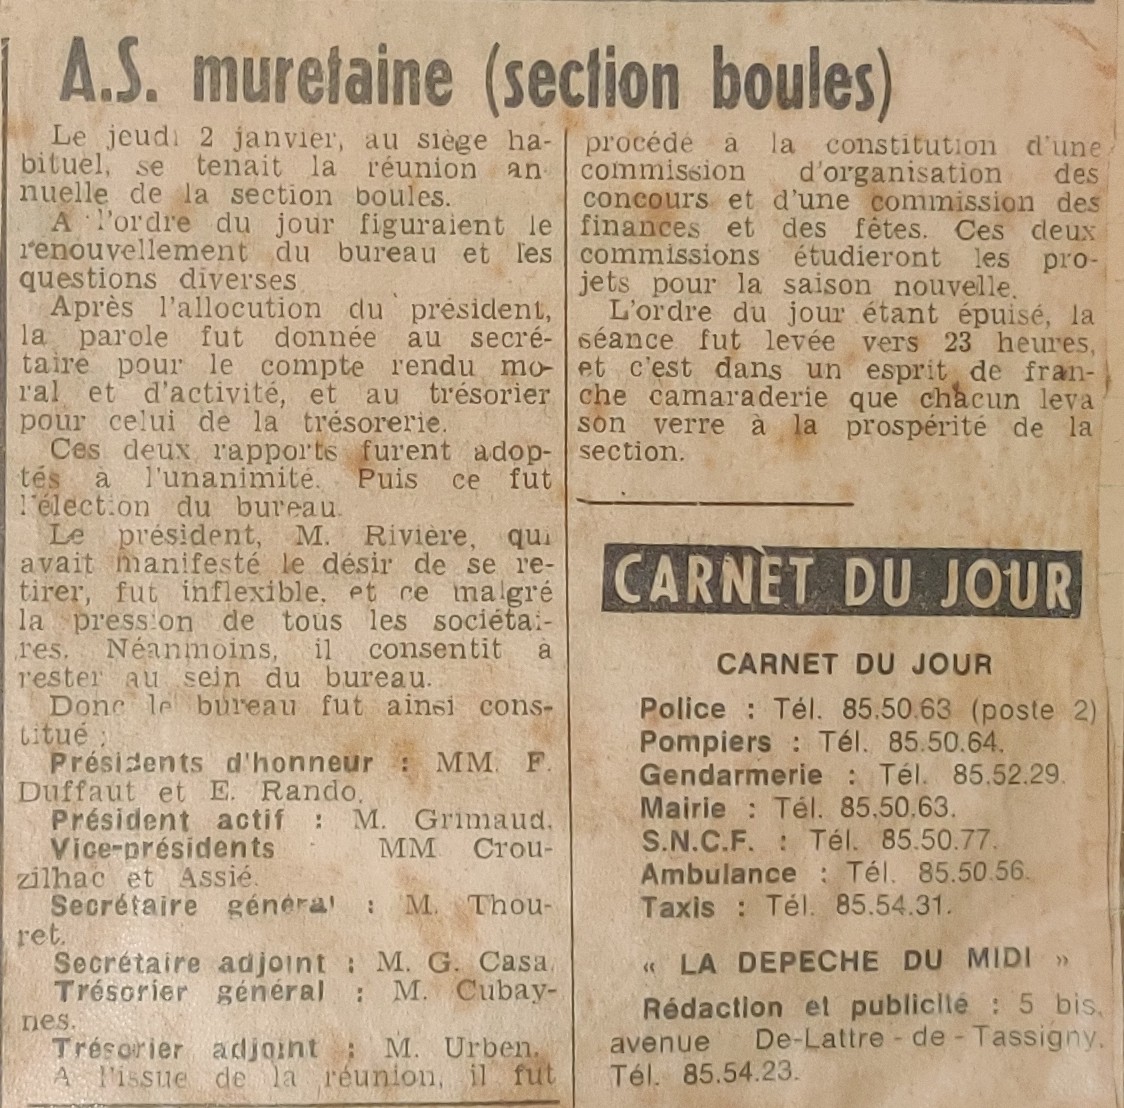 A.S. muretaine (section boules)
Le jeudi 2 janvier, au siège ha-
bituel, se tenait la réunion an-
nuelle de la section boules.
A l'ordre du jour figuraient le
renouvellement du bureau et les
questions diverses
Après l'allocution du président,
la parole fut donnée au secré-
taire pour le compte rendu mo-
ral et d'activité, et au trésorier
pour celui de la trésorerie.
Ces deux rapports furent adop-
tés à l'unanimité. Puis ce fut
l'élection du bureau.
Le président, M. Rivière, qui
avait manifesté le désir de se re-
tirer, fut inflexible, et ce malgré
la pression de tous les sociétai-
res. Néanmoins, il consentit à
rester au sein du bureau.
Donc le bureau fut ainsi cons-
titué :
Présidents d'honneur : MM. F.
Duffaut et E. Rando.
Président actif : M. Grimaud.
Vice-présidents MM Crou-
zilhac et Assié.
Secrétaire général : M. Thou-
ret.
Secrétaire adjoint : M. G. Casa.
Trésorier général : M. Cubay-
nes.
Trésorier adjoint : M. Urben.
A l'issue de la réunion, il fut
procédé à la constitution d'une
commission d'organisation des
concours et d'une commission des
finances et des fêtes. Ces deux
commissions étudieront les pro-
jets pour la saison nouvelle.
L'ordre du jour étant épuisé, la
séance fut levée vers 23 heures,
et c'est dans un esprit de fran-
che camaraderie que chacun leva
son verre à la prospérité de la
section.
CARNET DU JOUR
CARNET DU JOUR
Police : Tél. 85.50.63 (poste 2)
Pompiers : Tél. 85.50.64.
Gendarmerie : Tél. 85.52.29.
Mairie : Tél. 85.50.63.
S.N.C.F. : Tél. 85.50.77.
Ambulance : Tél. 85.50.56.
Taxis : Tél. 85.54.31.
« LA DEPECHE DU MIDI »
Rédaction et publicité : 5 bis,
avenue De-Lattre-de-Tassigny.
Tél. 85.54.23.